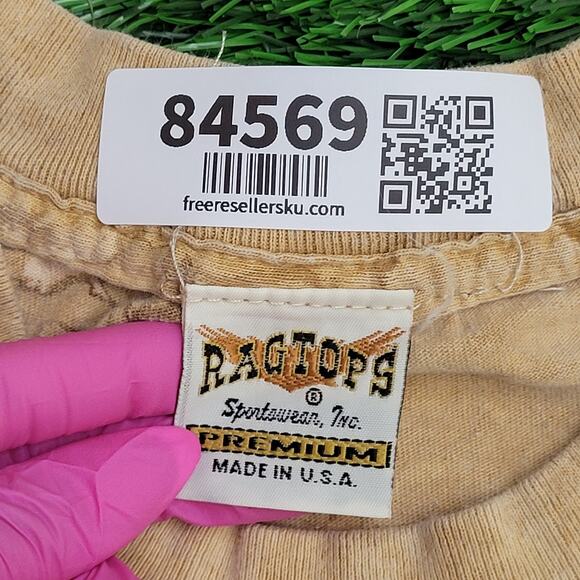 84569
freeresellersku.com
RAGTOPS
®
Sportswear, Inc.
PREMIUM
MADE IN U.S.A.